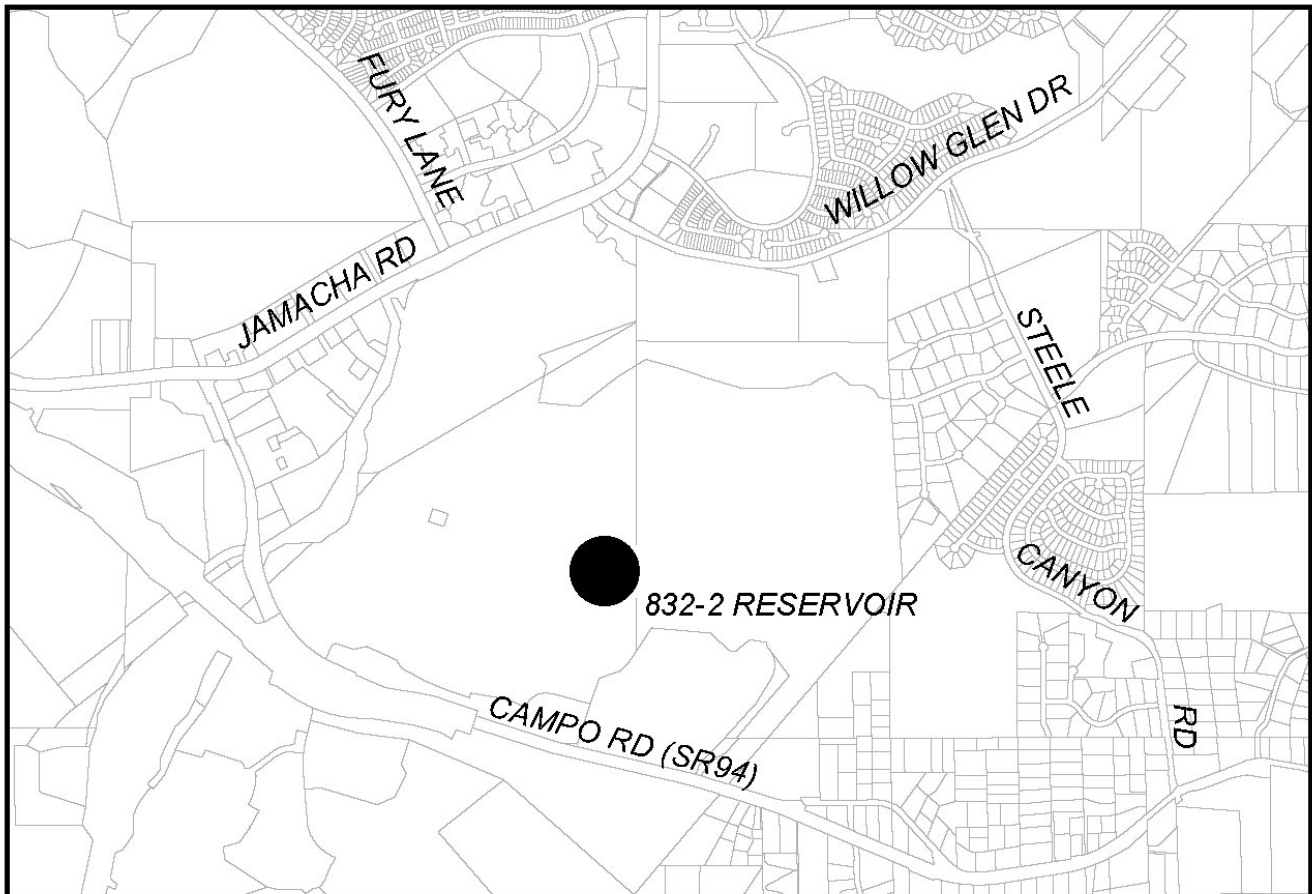 FURY LANE
WILLOW GLEN DR
JAMACHA RD
STEELE
CANYON
RD
832-2 RESERVOIR
CAMPO RD (SR94)